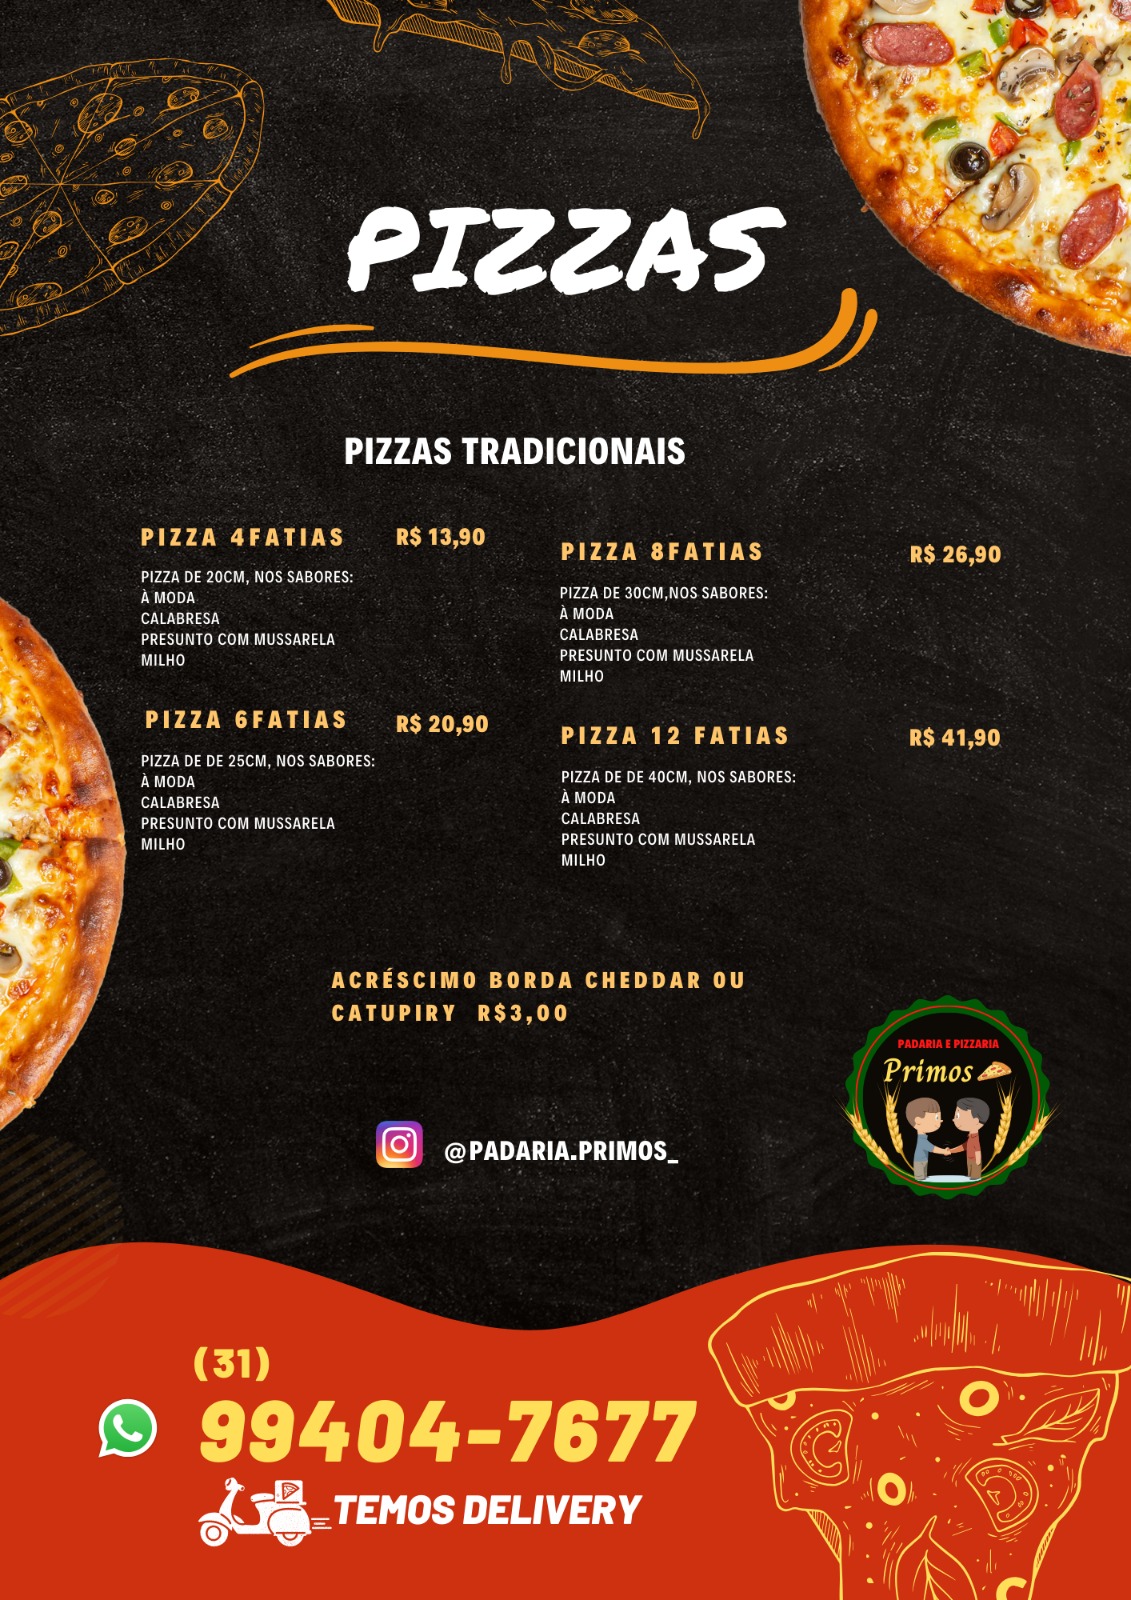 PIZZAS
PIZZAS TRADICIONAIS
PIZZA 4FATIAS R$ 13,90
PIZZA DE 20CM, NOS SABORES:
À MODA
CALABRESA
PRESUNTO COM MUSSARELA
MILHO
PIZZA 6FATIAS R$ 20,90
PIZZA DE DE 25CM, NOS SABORES:
À MODA
CALABRESA
PRESUNTO COM MUSSARELA
MILHO
PIZZA 8FATIAS R$ 26,90
PIZZA DE 30CM,NOS SABORES:
À MODA
CALABRESA
PRESUNTO COM MUSSARELA
MILHO
PIZZA 12 FATIAS R$ 41,90
PIZZA DE DE 40CM, NOS SABORES:
À MODA
CALABRESA
PRESUNTO COM MUSSARELA
MILHO
ACRÉSCIMO BORDA CHEDDAR OU
CATUPIRY R$3,00
PADARIA E PIZZARIA
Primos
@PADARIA.PRIMOS_
(31)
99404-7677
TEMOS DELIVERY